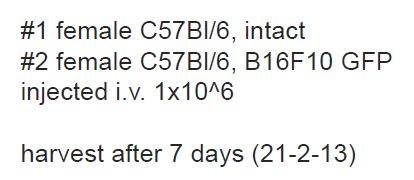 #1 female C57Bl/6, intact
#2 female C57Bl/6, B16F10 GFP
injected i.v. 1x10^6
harvest after 7 days (21-2-13)